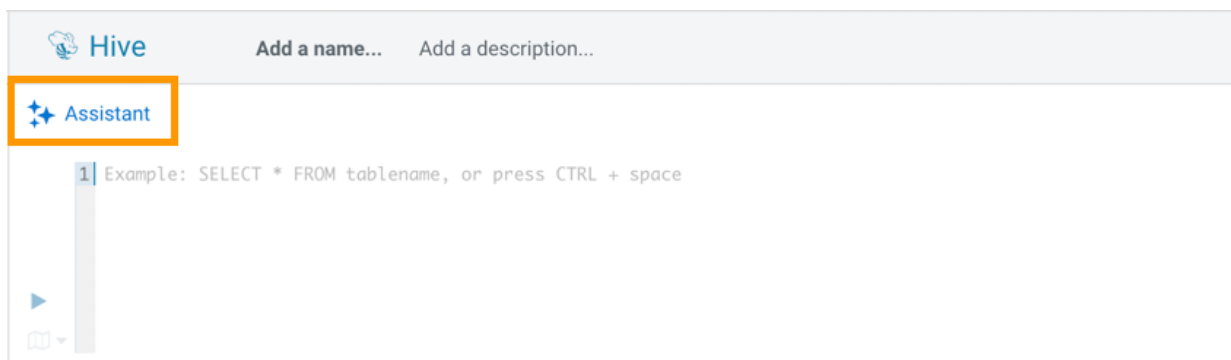 Hive Add a name... Add a description...
Assistant
1 Example: SELECT * FROM tablename, or press CTRL + space